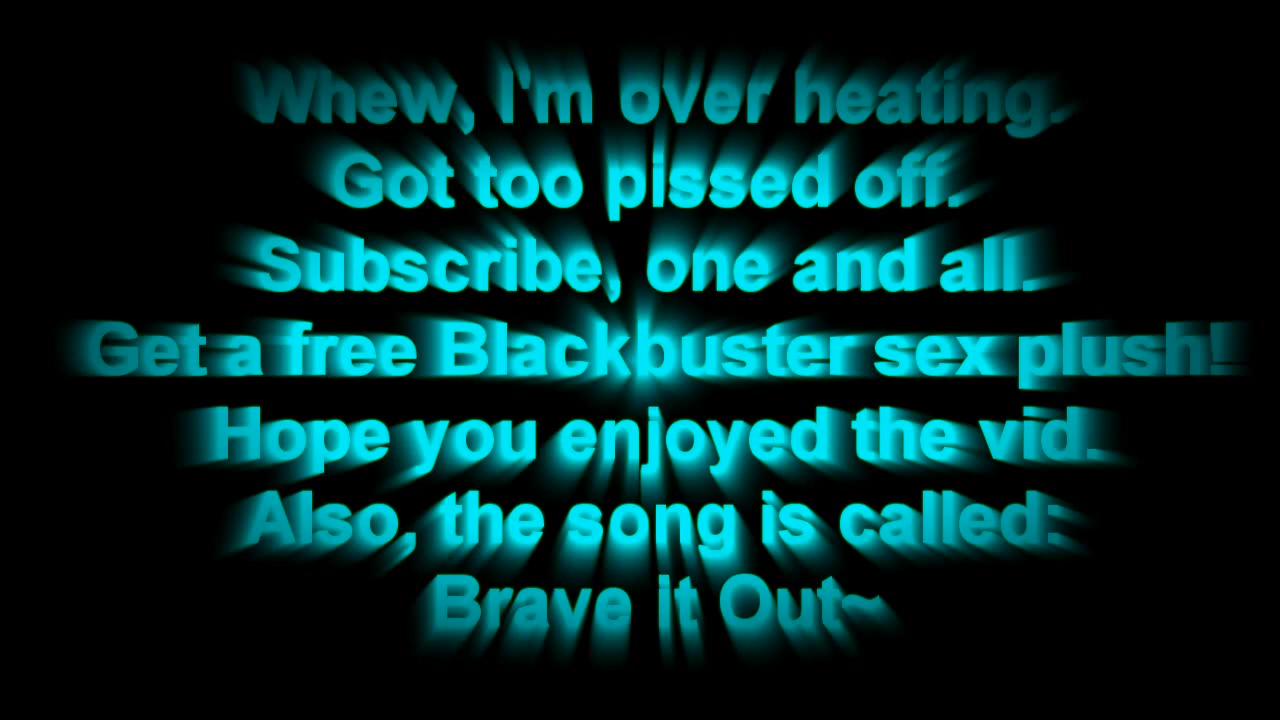 Whew, I'm over heating.
Got too pissed off.
Subscribe, one and all.
Get a free Blackbuster sex plush!
Hope you enjoyed the vid.
Also, the song is called:
Brave it Out~